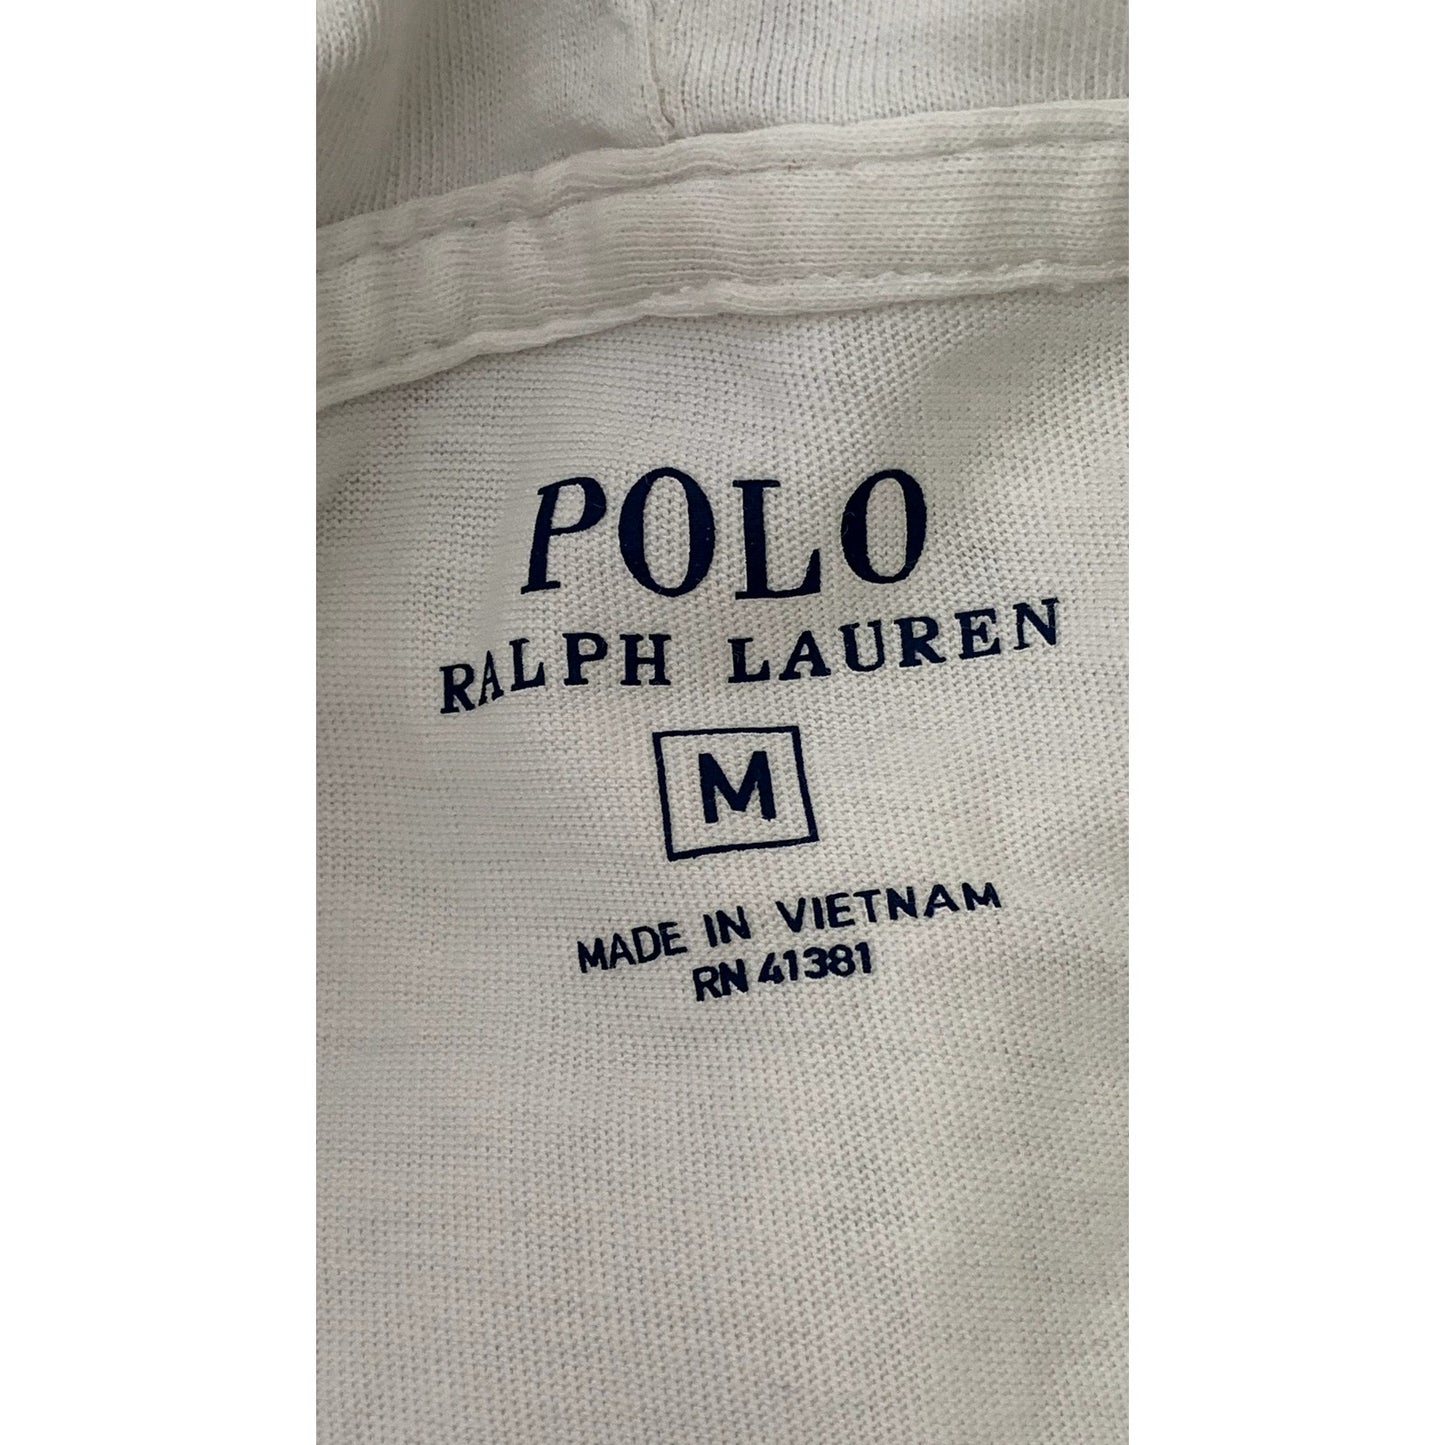 POLO
RALPH LAUREN
M
MADE IN VIETNAM
RN 41381